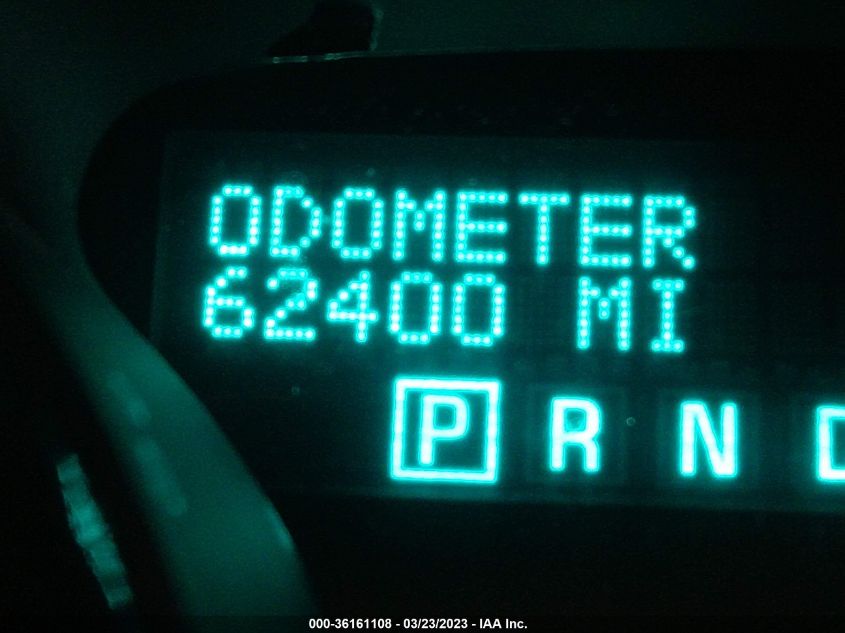 ODOMETER
62400 MI
P R N
000-36161108 - 03/23/2023 - IAA Inc.